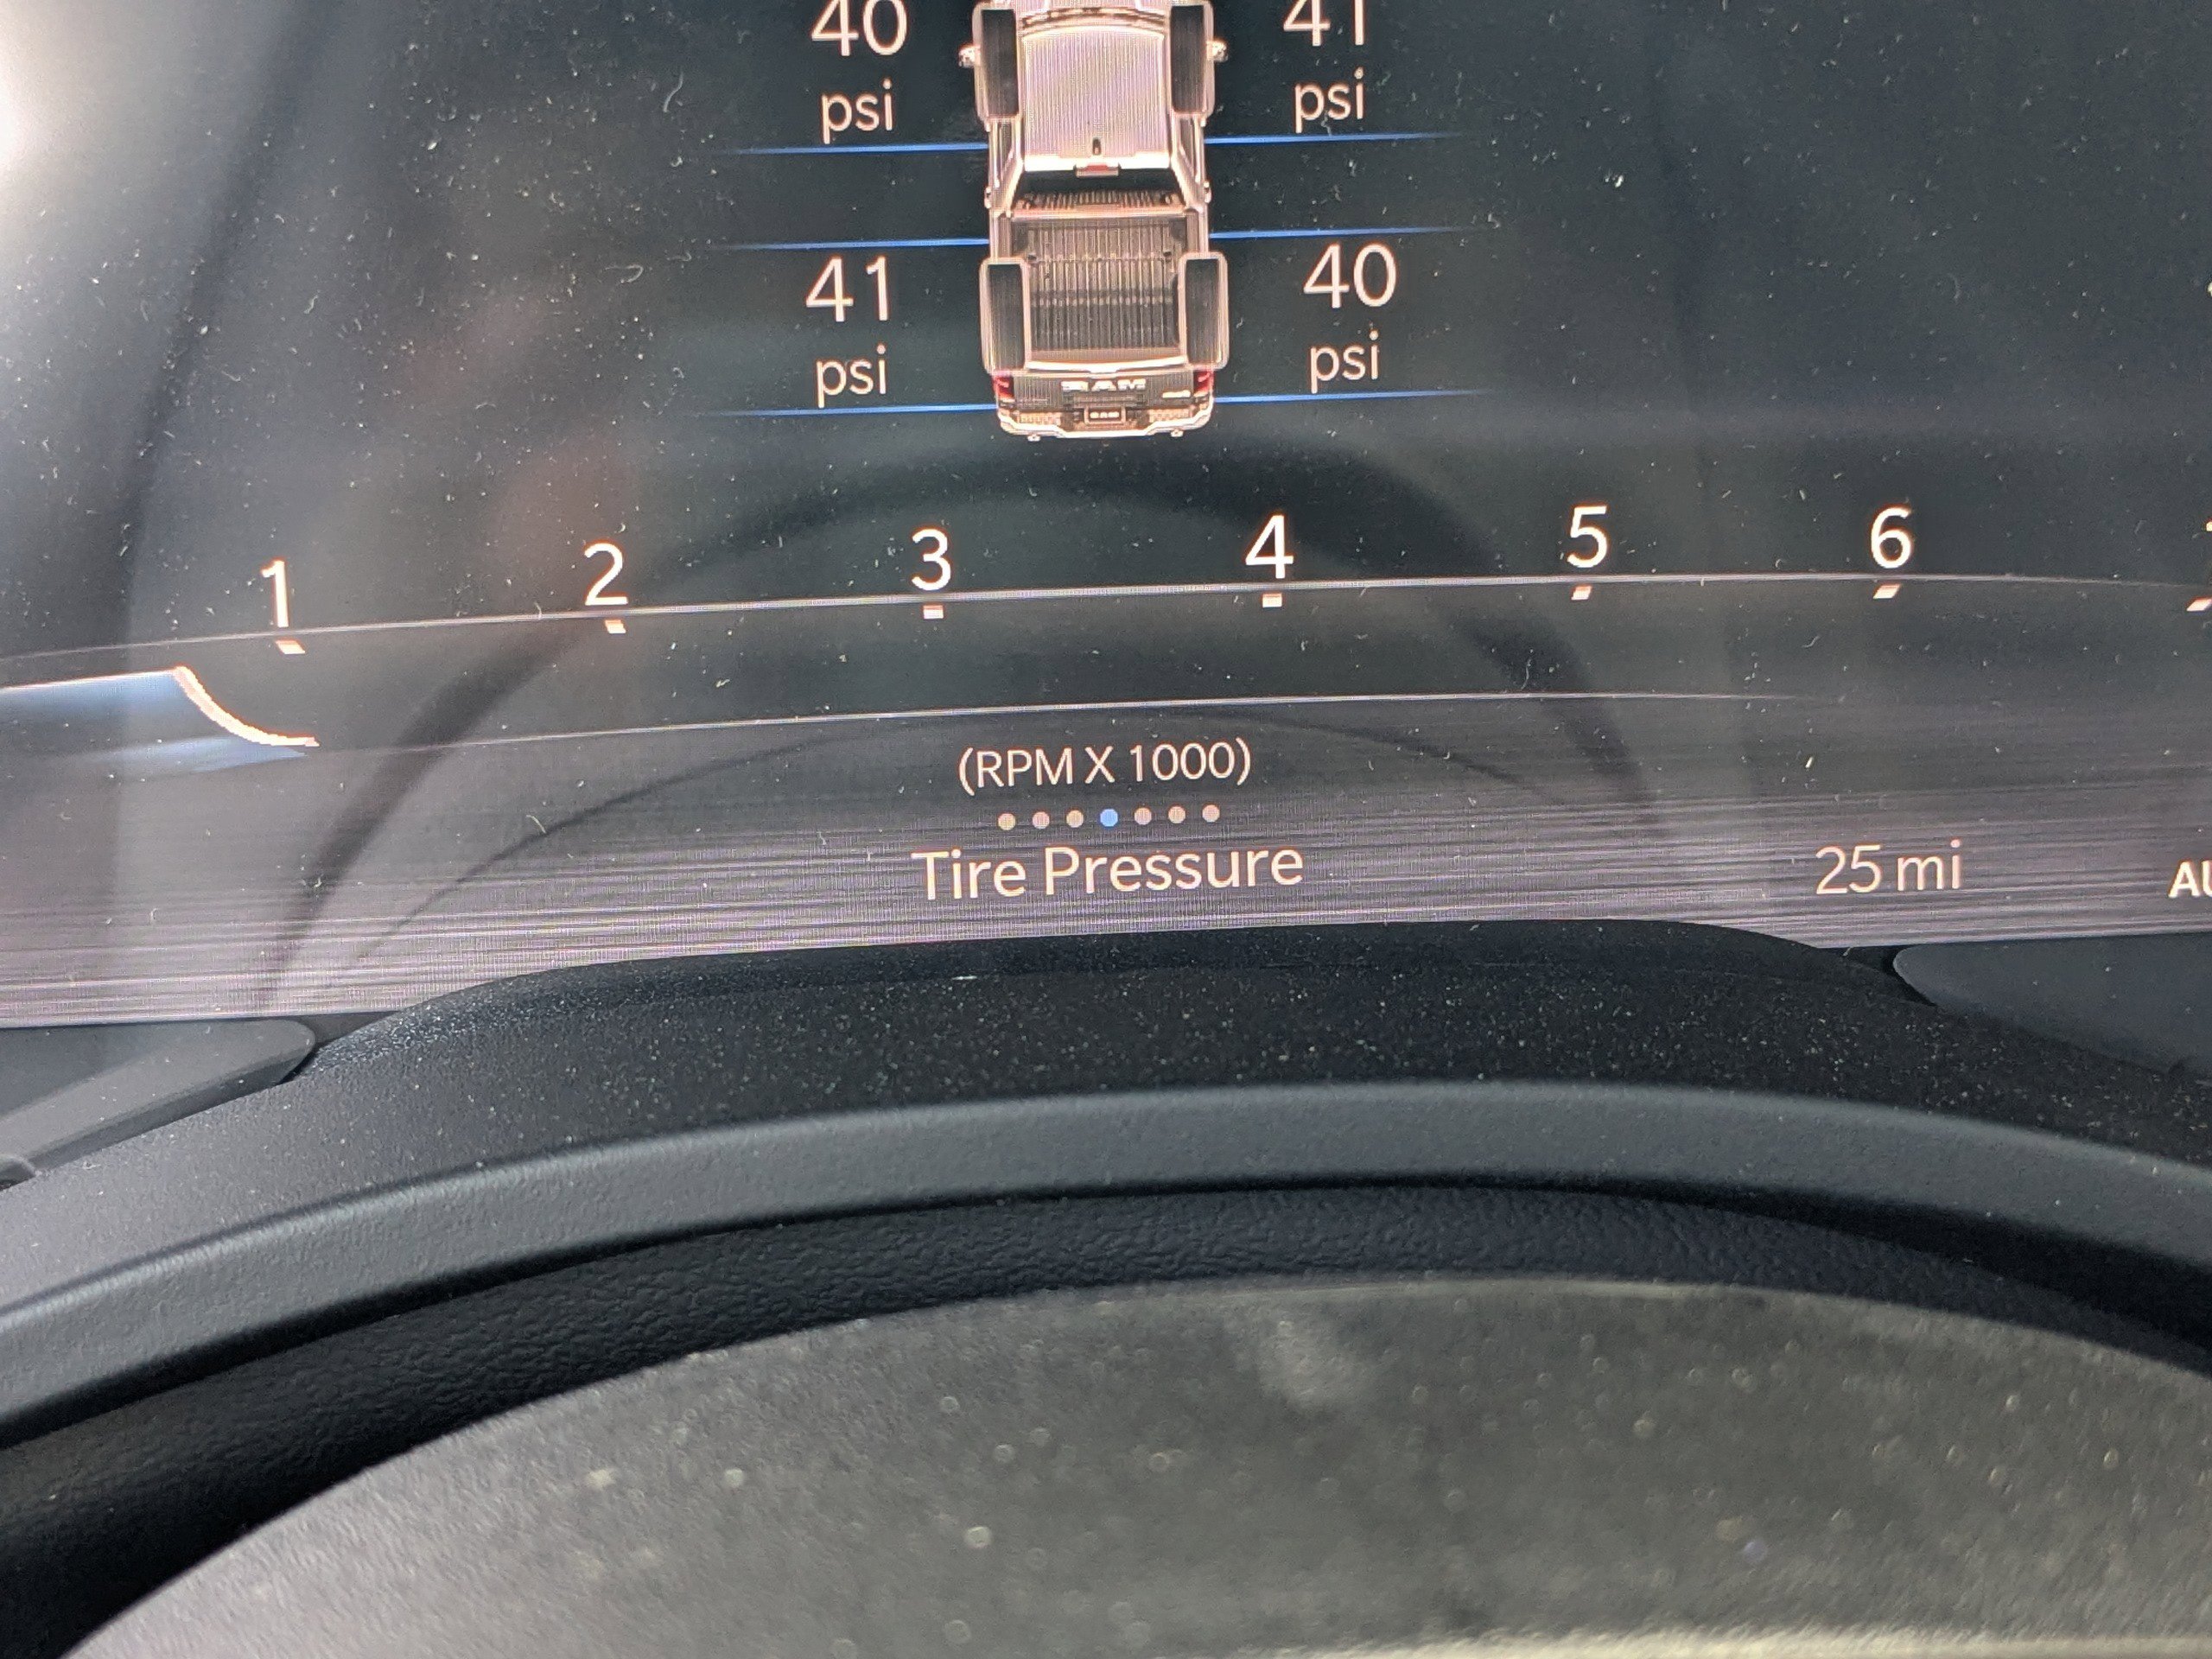 40 41
psi psi
41 40
psi psi
RAM
1 2 3 4 5 6
(RPM X 1000)
Tire Pressure
25 mi